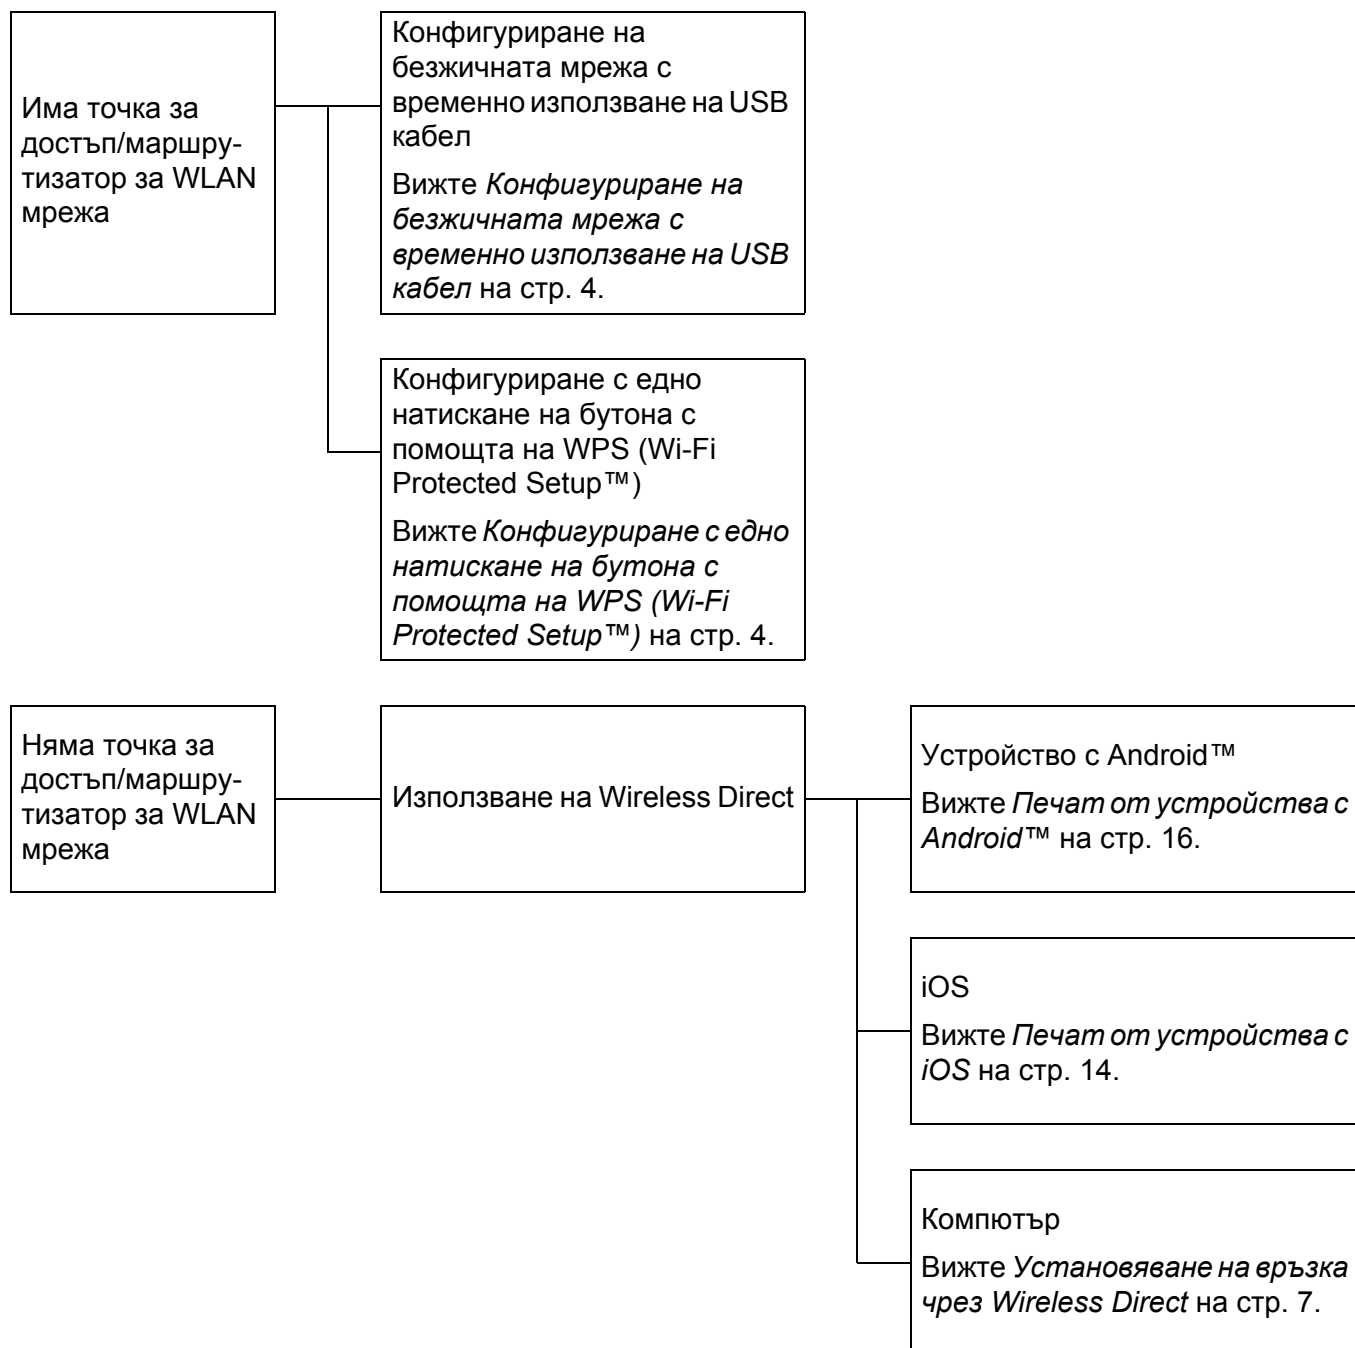 Има точка за
достъп/маршру-
тизатор за WLAN
мрежа
Конфигуриране на
безжичната мрежа с
временно използване на USB
кабел
Вижте Конфигуриране на
безжичната мрежа с
временно използване на USB
кабел на стр. 4.
Конфигуриране с едно
натискане на бутона с
помощта на WPS (Wi-Fi
Protected Setup™)
Вижте Конфигуриране с едно
натискане на бутона с
помощта на WPS (Wi-Fi
Protected Setup™) на стр. 4.
Няма точка за
достъп/маршру-
тизатор за WLAN
мрежа
Използване на Wireless Direct
Устройство с Android™
Вижте Печат от устройства с
Android™ на стр. 16.
iOS
Вижте Печат от устройства с
iOS на стр. 14.
Компютър
Вижте Установяване на връзка
чрез Wireless Direct на стр. 7.